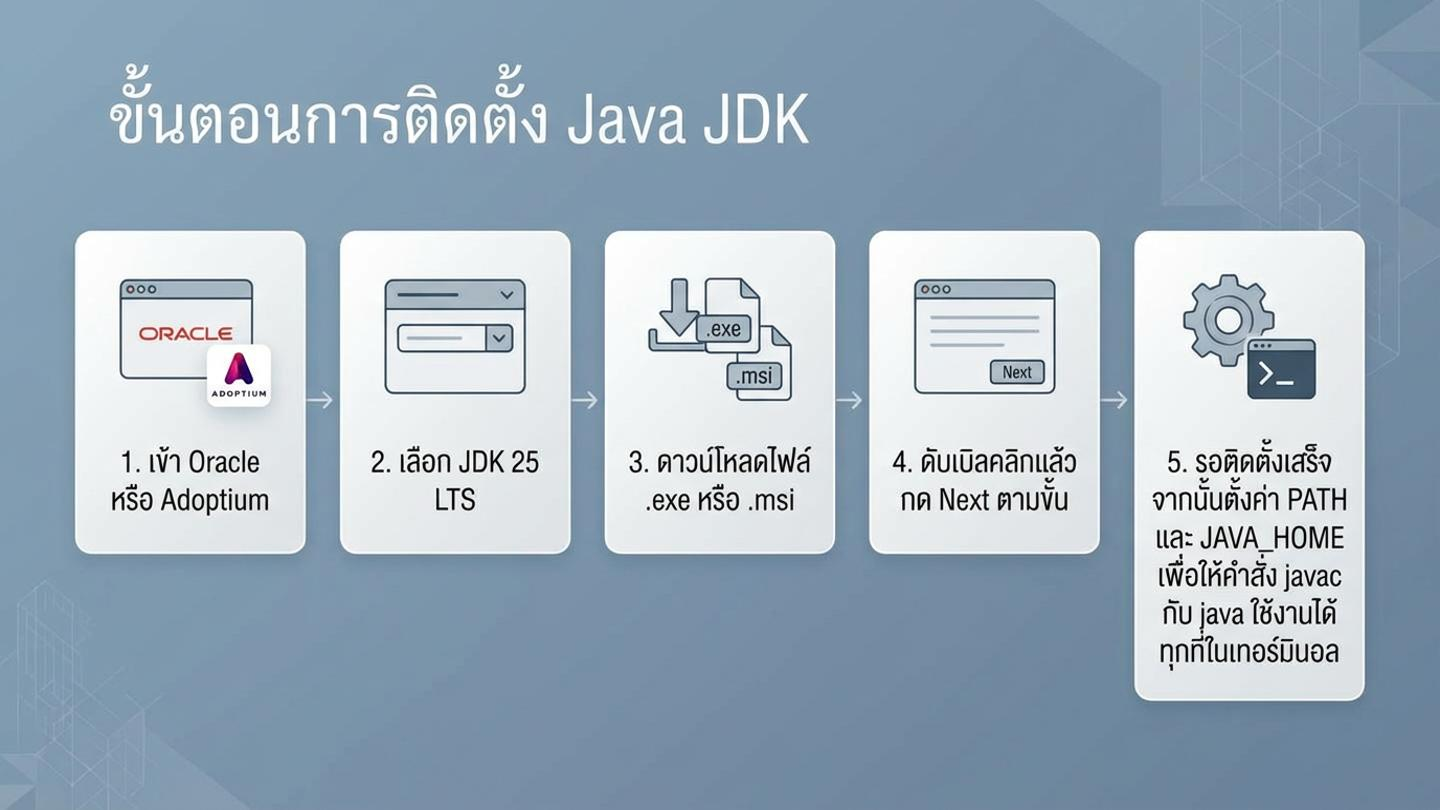 ขั้นตอนการติดตั้ง Java JDK
ORACLE
ADOPTIUM
1. เข้า Oracle
หรือ Adoptium
2. เลือก JDK 25
LTS
.exe
.msi
3. ดาวน์โหลดไฟล์
.exe หรือ .msi
Next
4. ดับเบิลคลิกแล้ว
กด Next ตามขั้น
5. รอติดตั้งเสร็จ
จากนั้นตั้งค่า PATH
และ JAVA_HOME
เพื่อให้คำสั่ง javac
กับ java ใช้งานได้
ทุกที่ในเทอร์มินอล